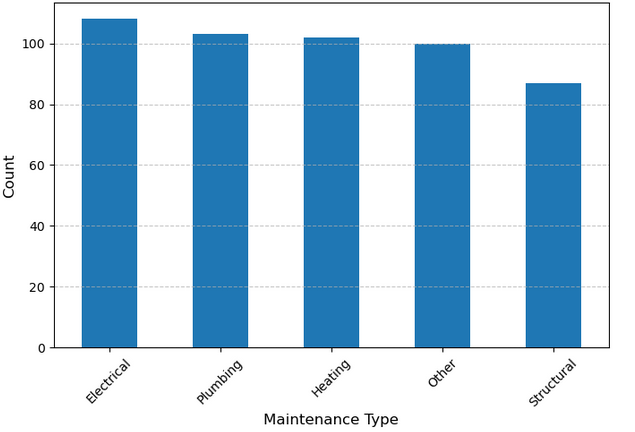 100
80
60
40
20
0
Count
Electrical
Plumbing
Heating
Other
Structural
Maintenance Type